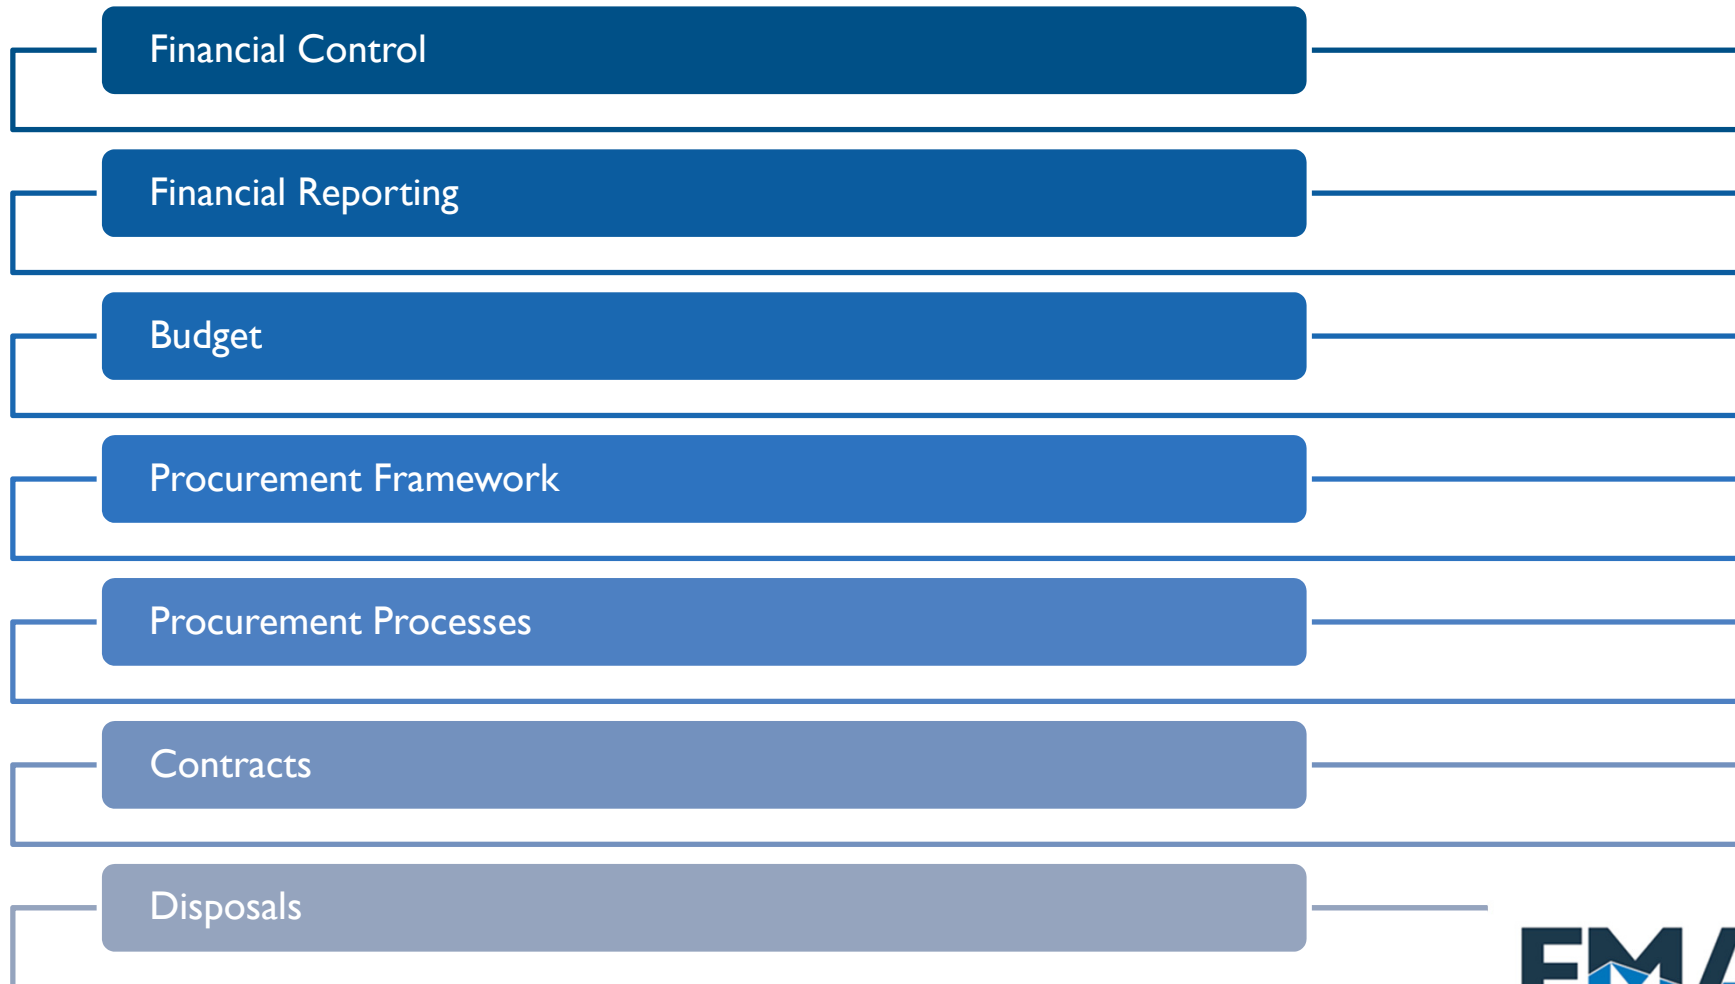 Financial Control
Financial Reporting
Budget
Procurement Framework
Procurement Processes
Contracts
Disposals